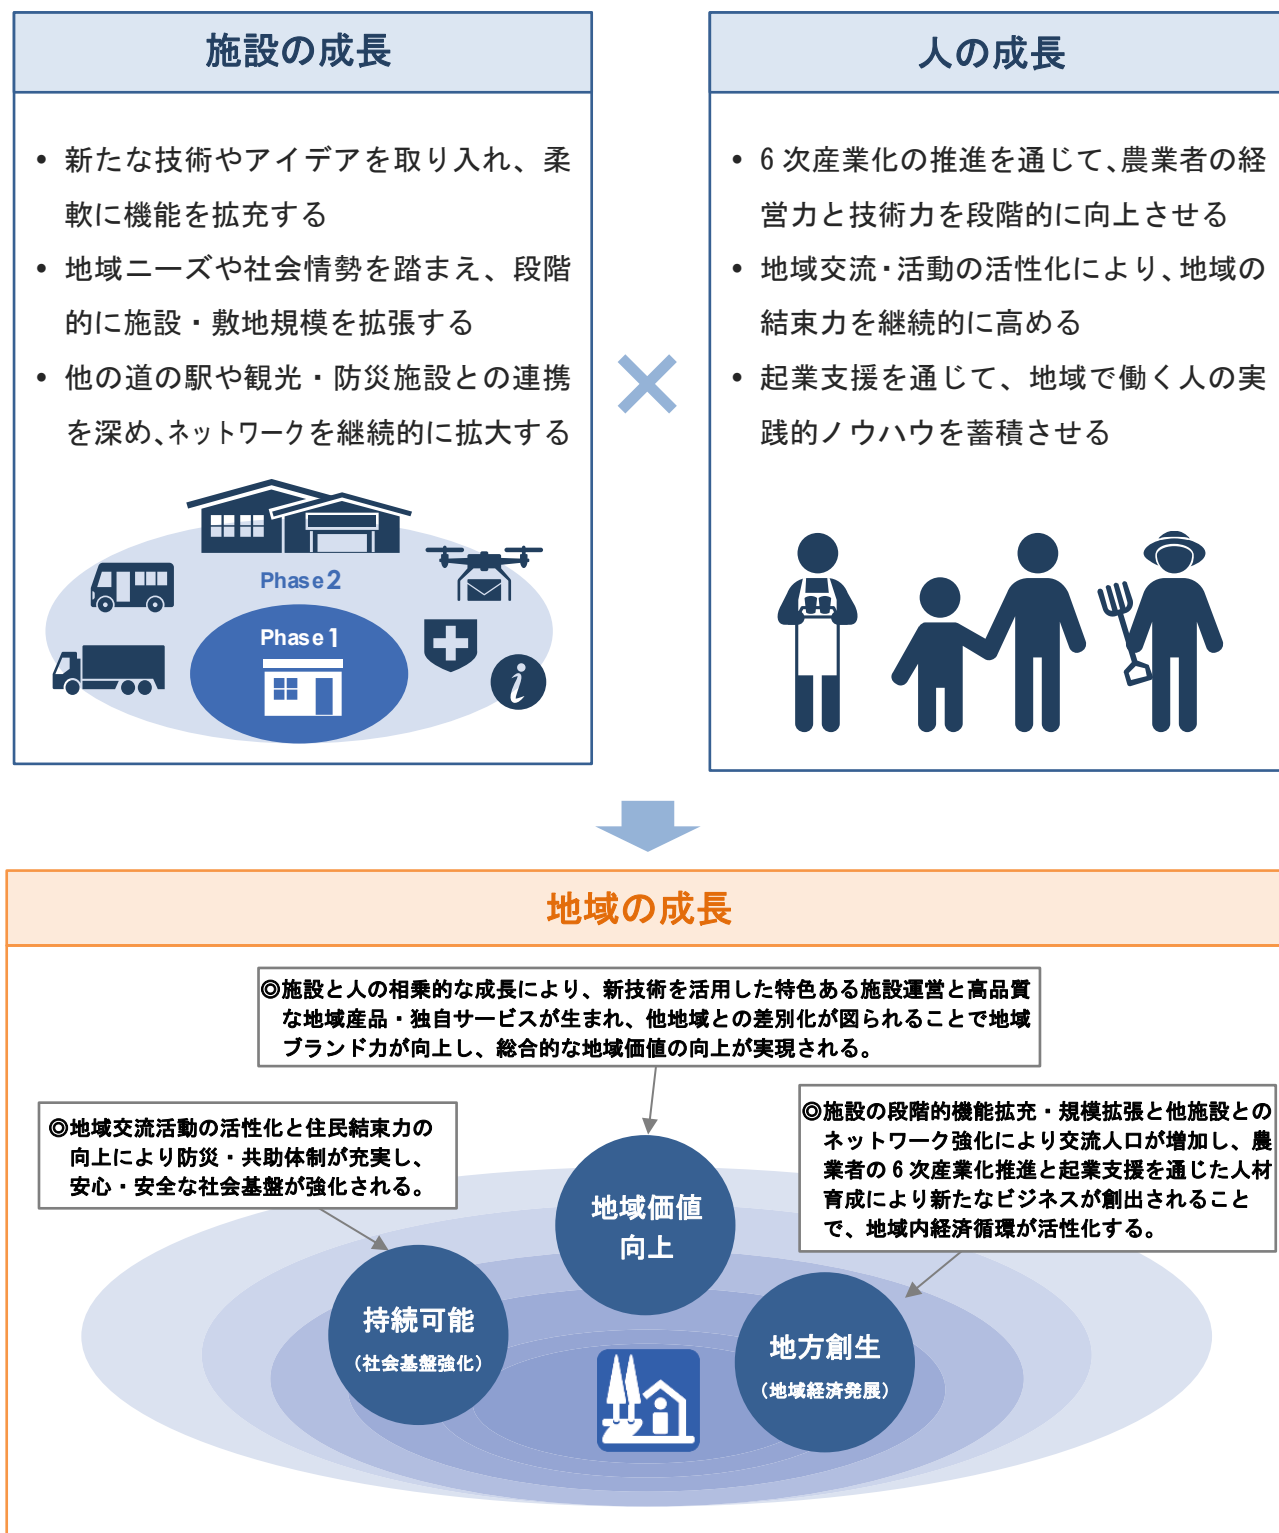 施設の成長
• 新たな技術やアイデアを取り入れ、柔
軟に機能を拡充する
• 地域ニーズや社会情勢を踏まえ、段階
的に施設・敷地規模を拡張する
• 他の道の駅や観光・防災施設との連携
を深め、ネットワークを継続的に拡大する
Phase2
Phase1
i
×
人の成長
• 6次産業化の推進を通じて、農業者の経
営力と技術力を段階的に向上させる
• 地域交流・活動の活性化により、地域の
結束力を継続的に高める
• 起業支援を通じて、地域で働く人の実
践的ノウハウを蓄積させる
地域の成長
◎施設と人の相乗的な成長により、新技術を活用した特色ある施設運営と高品質
な地域産品・独自サービスが生まれ、他地域との差別化が図られることで地域
ブランド力が向上し、総合的な地域価値の向上が実現される。
◎地域交流活動の活性化と住民結束力の
向上により防災・共助体制が充実し、
安心・安全な社会基盤が強化される。
◎施設の段階的機能拡充・規模拡張と他施設との
ネットワーク強化により交流人口が増加し、農
業者の6次産業化推進と起業支援を通じた人材
育成により新たなビジネスが創出されること
で、地域内経済循環が活性化する。
地域価値
向上
持続可能
（社会基盤強化）
地方創生
（地域経済発展）